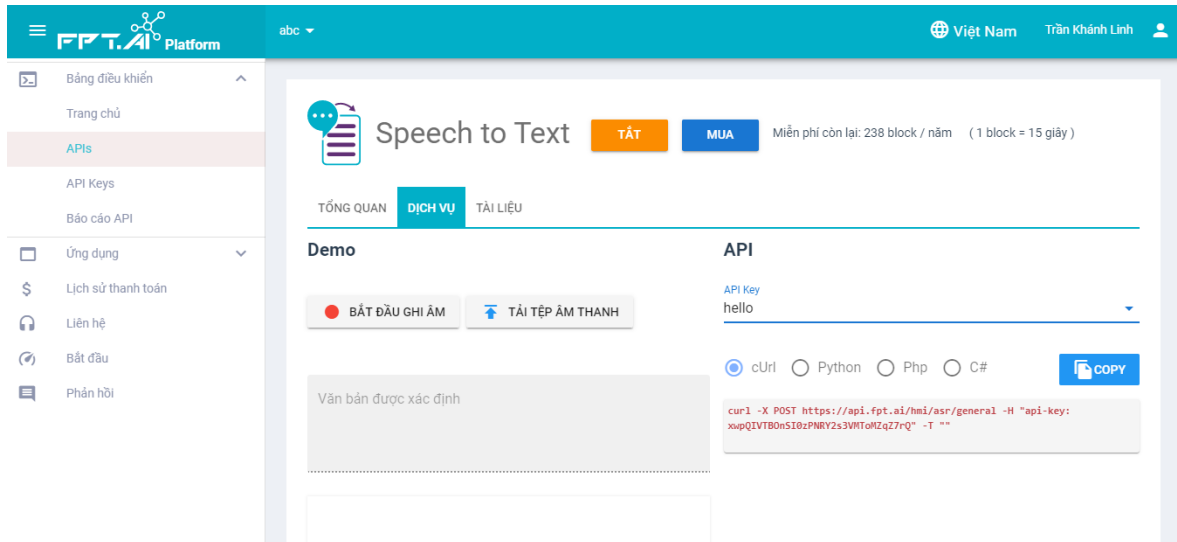 FPT.AI Platform
abc
Việt Nam
Trần Khánh Linh
Bảng điều khiển
Trang chủ
APIs
API Keys
Báo cáo API
Ứng dụng
Lịch sử thanh toán
Liên hệ
Bắt đầu
Phản hồi
Speech to Text
TẮT
MUA
Miễn phí còn lại: 238 block / năm ( 1 block = 15 giây )
TỔNG QUAN DỊCH VỤ TÀI LIỆU
Demo
BẮT ĐẦU GHI ÂM
TẢI TỆP ÂM THANH
Văn bản được xác định
API
API Key
hello
cUrl Python Php C#
COPY
curl -X POST https://api.fpt.ai/hmi/asr/general -H "api-key:
xwpQIVTBOnSI0zPNRY2s3VMToMZqZ7rQ" -T ""